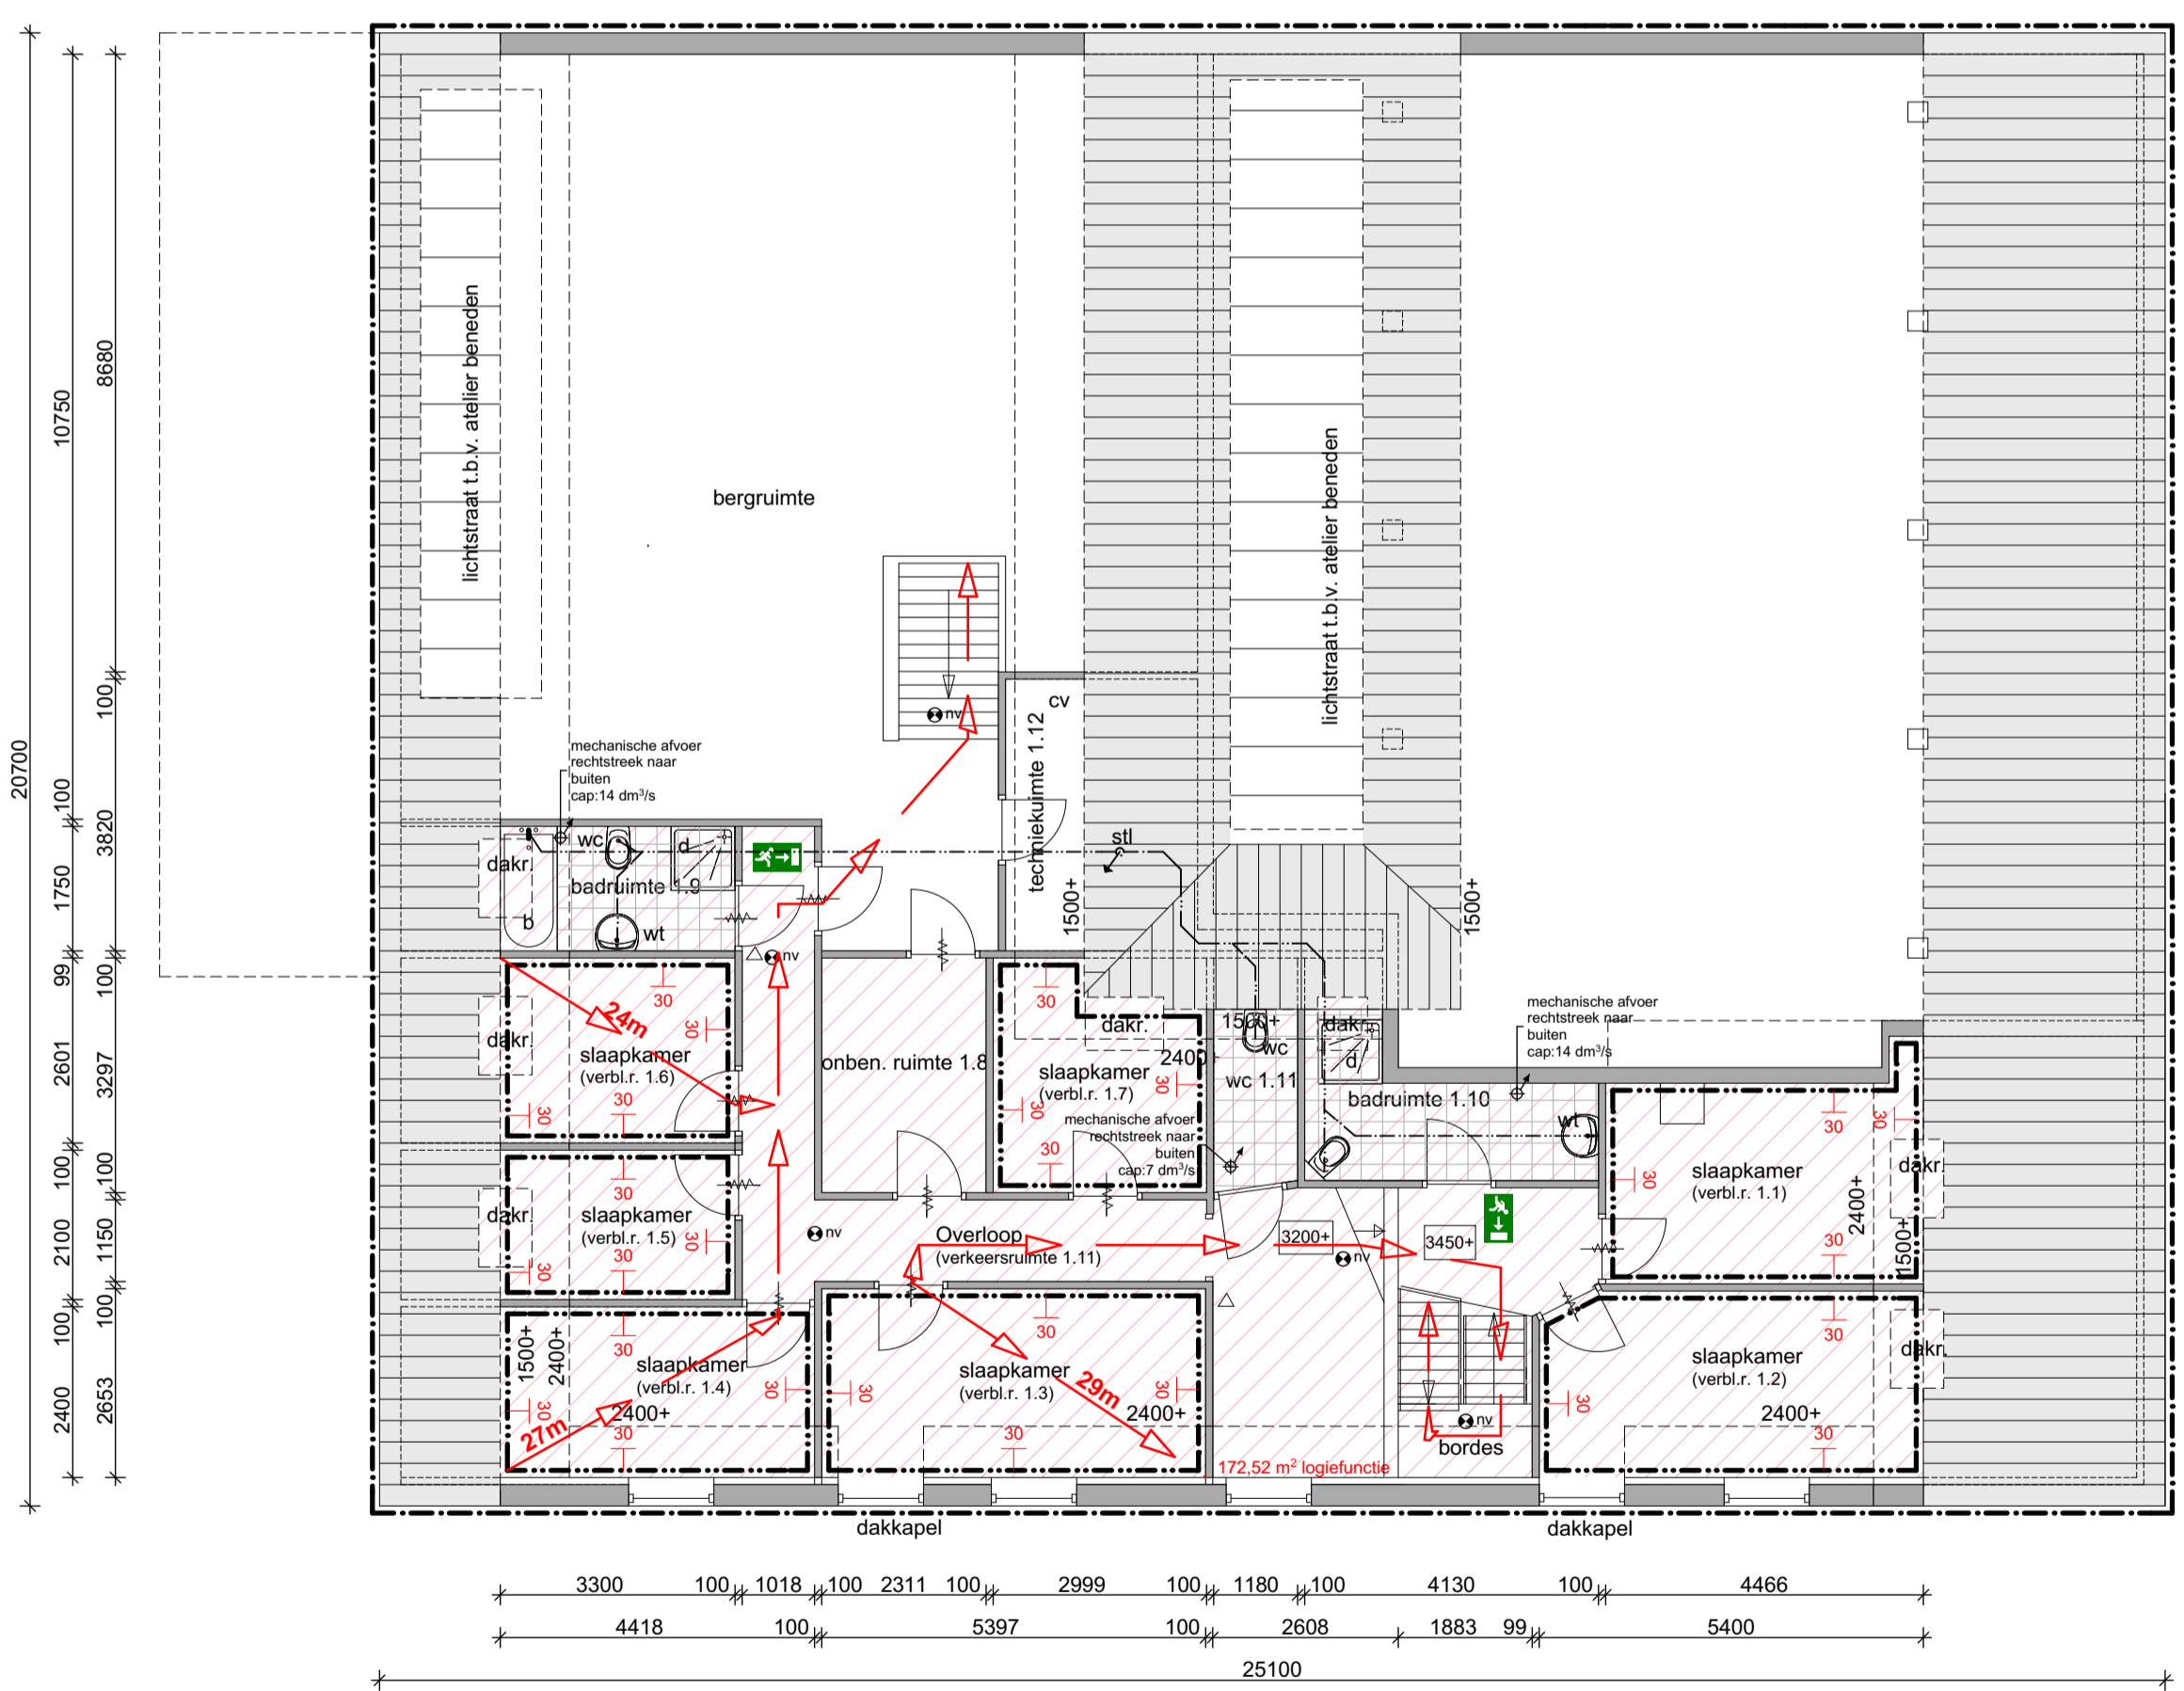 lichtstraat t.b.v. atelier beneden
bergruimte
lichtstraat t.b.v. atelier beneden
nv
cv
techniekruimte 1.12
mechanische afvoer
rechtstreek naar
buiten
cap:14 dm³/s
wc
d
dakr.
badruimte 1.9
b
wt
stl
1500+
1500+
nv
30
24m
30
dakr.
slaapkamer
(verbl.r. 1.6)
30
30
onben. ruimte 1.8
30
dakr.
2400
slaapkamer
(verbl.r. 1.7)
30
30
30
mechanische afvoer
rechtstreek naar
buiten
cap:7 dm³/s
1500+
wc
wc 1.11
dakr.
d
badruimte 1.10
wt
mechanische afvoer
rechtstreek naar
buiten
cap:14 dm³/s
30
30
dakr.
slaapkamer
(verbl.r. 1.1)
30
2400+
1500+
30
30
dakr.
slaapkamer
(verbl.r. 1.5)
30
30
30
nv
Overloop
(verkeersruimte 1.11)
3200+
nv
3450+
1500+
2400+
30
slaapkamer
(verbl.r. 1.4)
30
30
2400+
27m
30
30
slaapkamer
(verbl.r. 1.3)
30
30
29m
2400+
30
172,52 m² logiefunctie
nv
bordes
30
slaapkamer
(verbl.r. 1.2)
dakr.
30
2400+
30
dakkapel
dakkapel
20700
10750
100
1750
99
2601
100
2100
100
2400
8680
100
3820
100
3297
100
1150
100
2653
3300
100
1018
100
2311
100
2999
100
1180
100
4130
100
4466
4418
100
5397
100
2608
1883
99
5400
25100